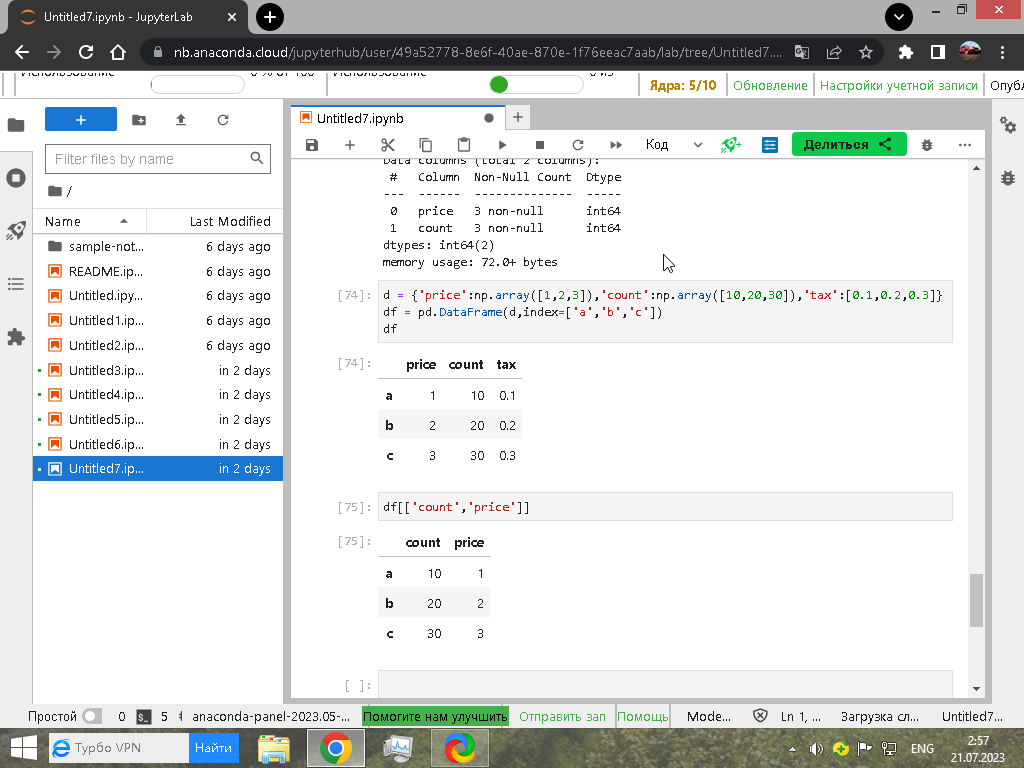 Untitled7.ipynb - JupyterLab
nb.anaconda.cloud/jupyterhub/user/49a52778-8e6f-40ae-870e-1f76eeac7aab/lab/tree/Untitled7....
Использование 0 % от 100 Использование 0 из
Ядра: 5/10 Обновление Настройки учетной записи Опубл
Untitled7.ipynb
Код
Делиться
Filter files by name
/
Name Last Modified
sample-not... 6 days ago
README.ip... 6 days ago
Untitled.ipy... 6 days ago
Untitled1.ip... 6 days ago
Untitled2.ip... 6 days ago
Untitled3.ip... in 2 days
Untitled4.ip... in 2 days
Untitled5.ip... in 2 days
Untitled6.ip... in 2 days
Untitled7.ip... in 2 days
Data columns (total 2 columns):
# Column Non-Null Count Dtype
--- ------ -------------- -----
0 price 3 non-null int64
1 count 3 non-null int64
dtypes: int64(2)
memory usage: 72.0+ bytes
[74]: d = {'price':np.array([1,2,3]),'count':np.array([10,20,30]),'tax':[0.1,0.2,0.3]}
df = pd.DataFrame(d,index=['a','b','c'])
df
[74]: price count tax
a 1 10 0.1
b 2 20 0.2
c 3 30 0.3
[75]: df[['count','price']]
[75]: count price
a 10 1
b 20 2
c 30 3
[ ]:
Простой 0 5 anaconda-panel-2023.05-... Помогите нам улучшить Отправить зап Помощь Mode... Ln 1, ... Загрузка сл... Untitled7...
Турбо VPN Найти
ENG
2:57
21.07.2023